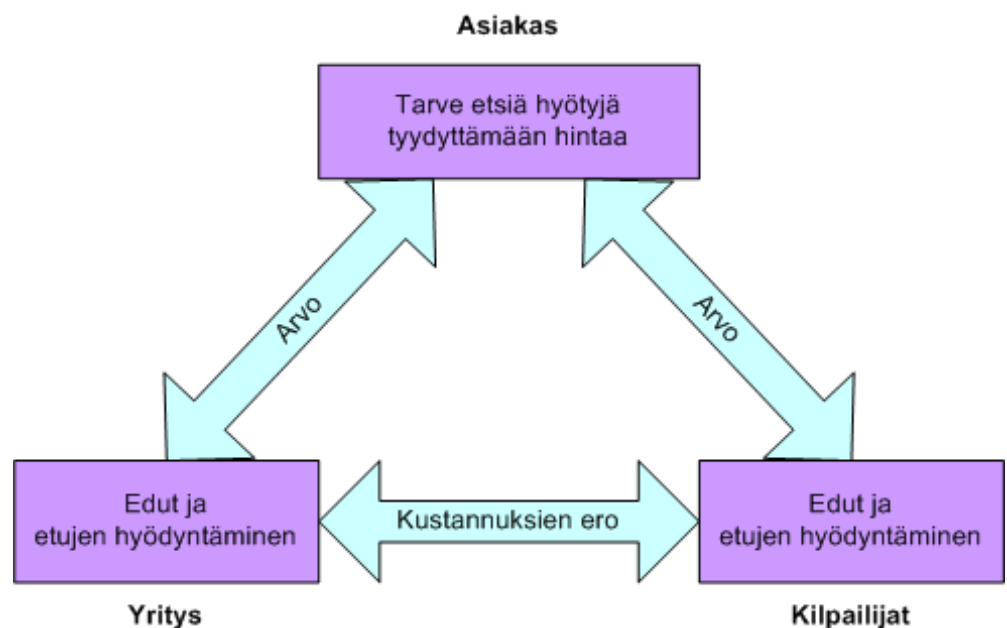 Asiakas
Tarve etsiä hyötyjä
tyydyttämään hintaa
Arvo
Arvo
Edut ja
etujen hyödyntäminen
Kustannuksien ero
Edut ja
etujen hyödyntäminen
Yritys
Kilpailijat